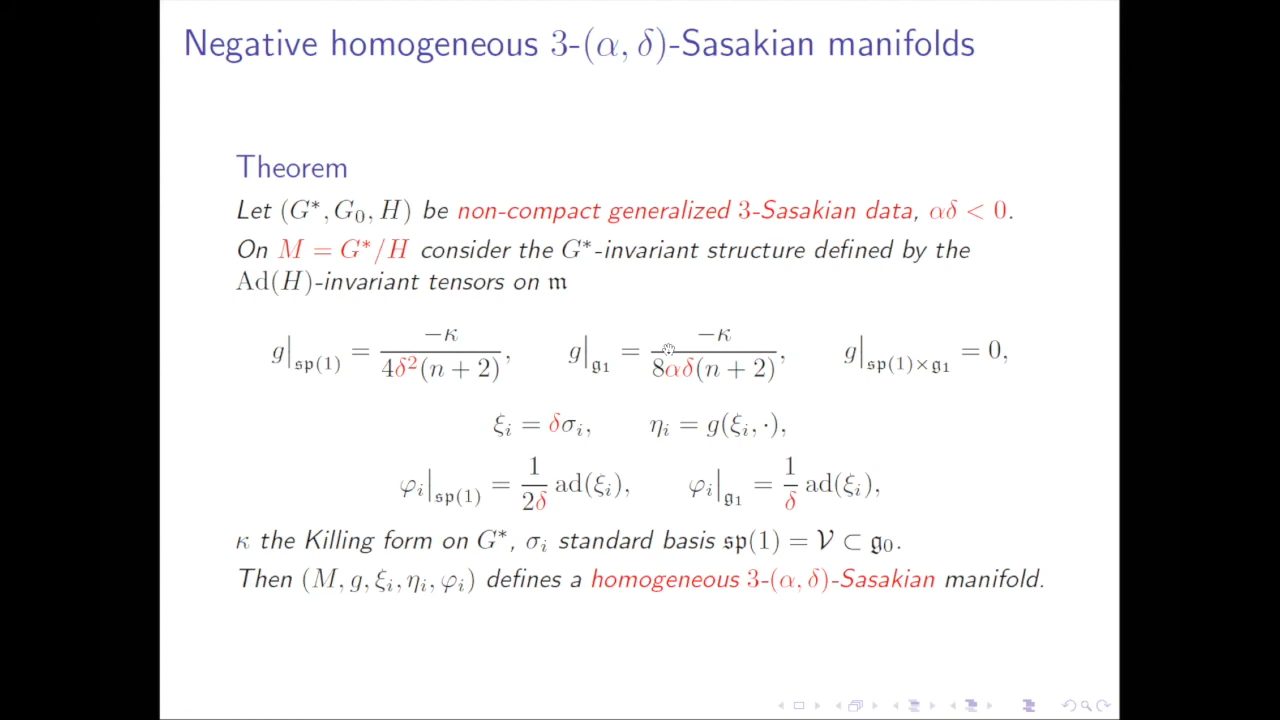 Negative homogeneous 3-(α, δ)-Sasakian manifolds
Theorem
Let (G*, G₀, H) be non-compact generalized 3-Sasakian data, αδ < 0.
On M = G*/H consider the G*-invariant structure defined by the
Ad(H)-invariant tensors on 𝔪
g|_{𝔰𝔭(1)} = −κ / 4δ²(n + 2), g|_{𝔤₁} = −κ / 8αδ(n + 2), g|_{𝔰𝔭(1)×𝔤₁} = 0,
ξᵢ = δσᵢ, ηᵢ = g(ξᵢ, ·),
φᵢ|_{𝔰𝔭(1)} = 1/2δ ad(ξᵢ), φᵢ|_{𝔤₁} = 1/δ ad(ξᵢ),
κ the Killing form on G*, σᵢ standard basis 𝔰𝔭(1) = 𝒱 ⊂ 𝔤₀.
Then (M, g, ξᵢ, ηᵢ, φᵢ) defines a homogeneous 3-(α, δ)-Sasakian manifold.